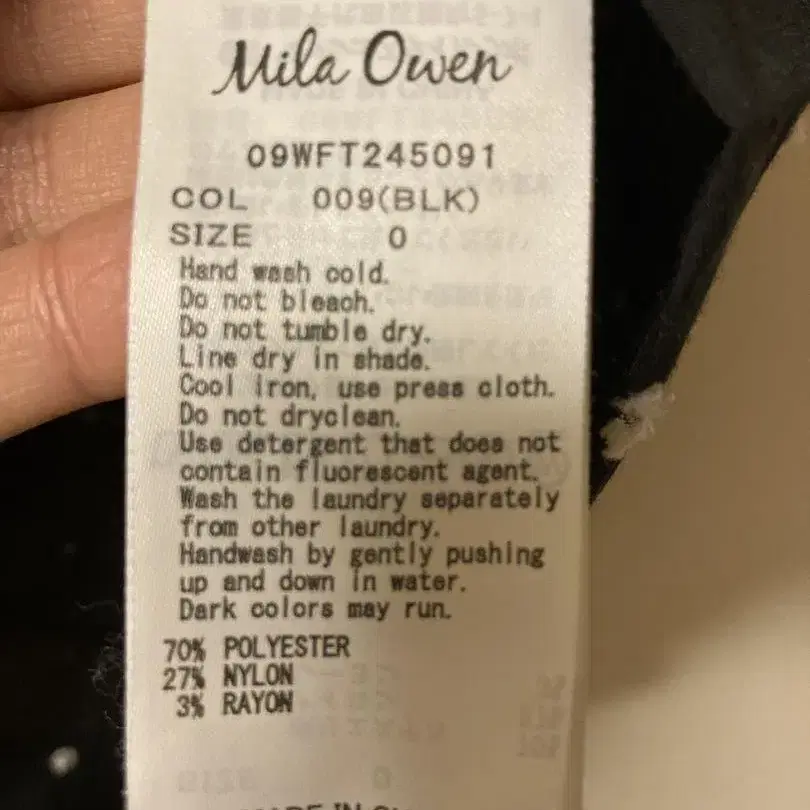 Mila Owen
09WFT245091
COL 009(BLK)
SIZE 0
Hand wash cold.
Do not bleach.
Do not tumble dry.
Line dry in shade.
Cool iron, use press cloth.
Do not dryclean.
Use detergent that does not
contain fluorescent agent.
Wash the laundry separately
from other laundry.
Handwash by gently pushing
up and down in water.
Dark colors may run.
70% POLYESTER
27% NYLON
3% RAYON
MADE IN